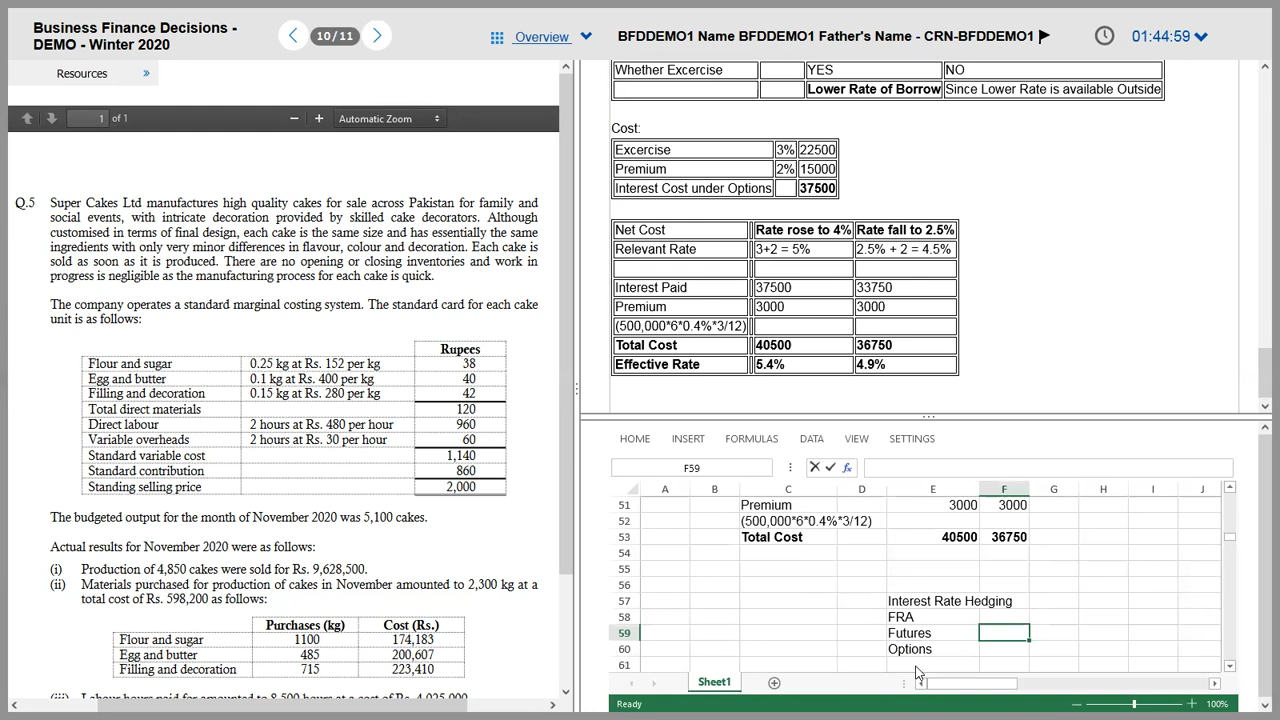 Business Finance Decisions -
DEMO - Winter 2020
10/11
Overview
BFDDEMO1 Name BFDDEMO1 Father's Name - CRN-BFDDEMO1
01:44:59
Resources »
1 of 1
Automatic Zoom
Q.5 Super Cakes Ltd manufactures high quality cakes for sale across Pakistan for family and
social events, with intricate decoration provided by skilled cake decorators. Although
customised in terms of final design, each cake is the same size and has essentially the same
ingredients with only very minor differences in flavour, colour and decoration. Each cake is
sold as soon as it is produced. There are no opening or closing inventories and work in
progress is negligible as the manufacturing process for each cake is quick.
The company operates a standard marginal costing system. The standard card for each cake
unit is as follows:
Rupees
Flour and sugar 0.25 kg at Rs. 152 per kg 38
Egg and butter 0.1 kg at Rs. 400 per kg 40
Filling and decoration 0.15 kg at Rs. 280 per kg 42
Total direct materials 120
Direct labour 2 hours at Rs. 480 per hour 960
Variable overheads 2 hours at Rs. 30 per hour 60
Standard variable cost 1,140
Standard contribution 860
Standing selling price 2,000
The budgeted output for the month of November 2020 was 5,100 cakes.
Actual results for November 2020 were as follows:
(i) Production of 4,850 cakes were sold for Rs. 9,628,500.
(ii) Materials purchased for production of cakes in November amounted to 2,300 kg at a
total cost of Rs. 598,200 as follows:
Purchases (kg) Cost (Rs.)
Flour and sugar 1100 174,183
Egg and butter 485 200,607
Filling and decoration 715 223,410
(iii) Labour hours paid for amounted to 8,500 hours at a cost of Rs. 4,025,000
Whether Excercise YES NO
Lower Rate of Borrow Since Lower Rate is available Outside
Cost:
Excercise 3% 22500
Premium 2% 15000
Interest Cost under Options 37500
Net Cost Rate rose to 4% Rate fall to 2.5%
Relevant Rate 3+2 = 5% 2.5% + 2 = 4.5%
Interest Paid 37500 33750
Premium 3000 3000
(500,000*6*0.4%*3/12)
Total Cost 40500 36750
Effective Rate 5.4% 4.9%
HOME INSERT FORMULAS DATA VIEW SETTINGS
F59 fx
A B C D E F G H I J
51 Premium 3000 3000
52 (500,000*6*0.4%*3/12)
53 Total Cost 40500 36750
54
55
56
57 Interest Rate Hedging
58 FRA
59 Futures
60 Options
61
Sheet1
Ready 100%